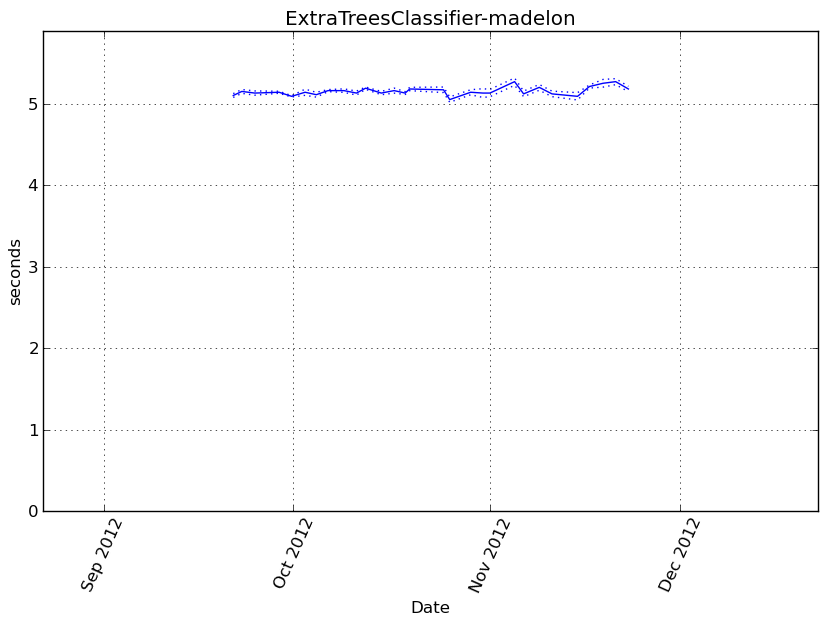 ExtraTreesClassifier-madelon
5
4
3
2
1
0
seconds
Sep 2012
Oct 2012
Nov 2012
Dec 2012
Date